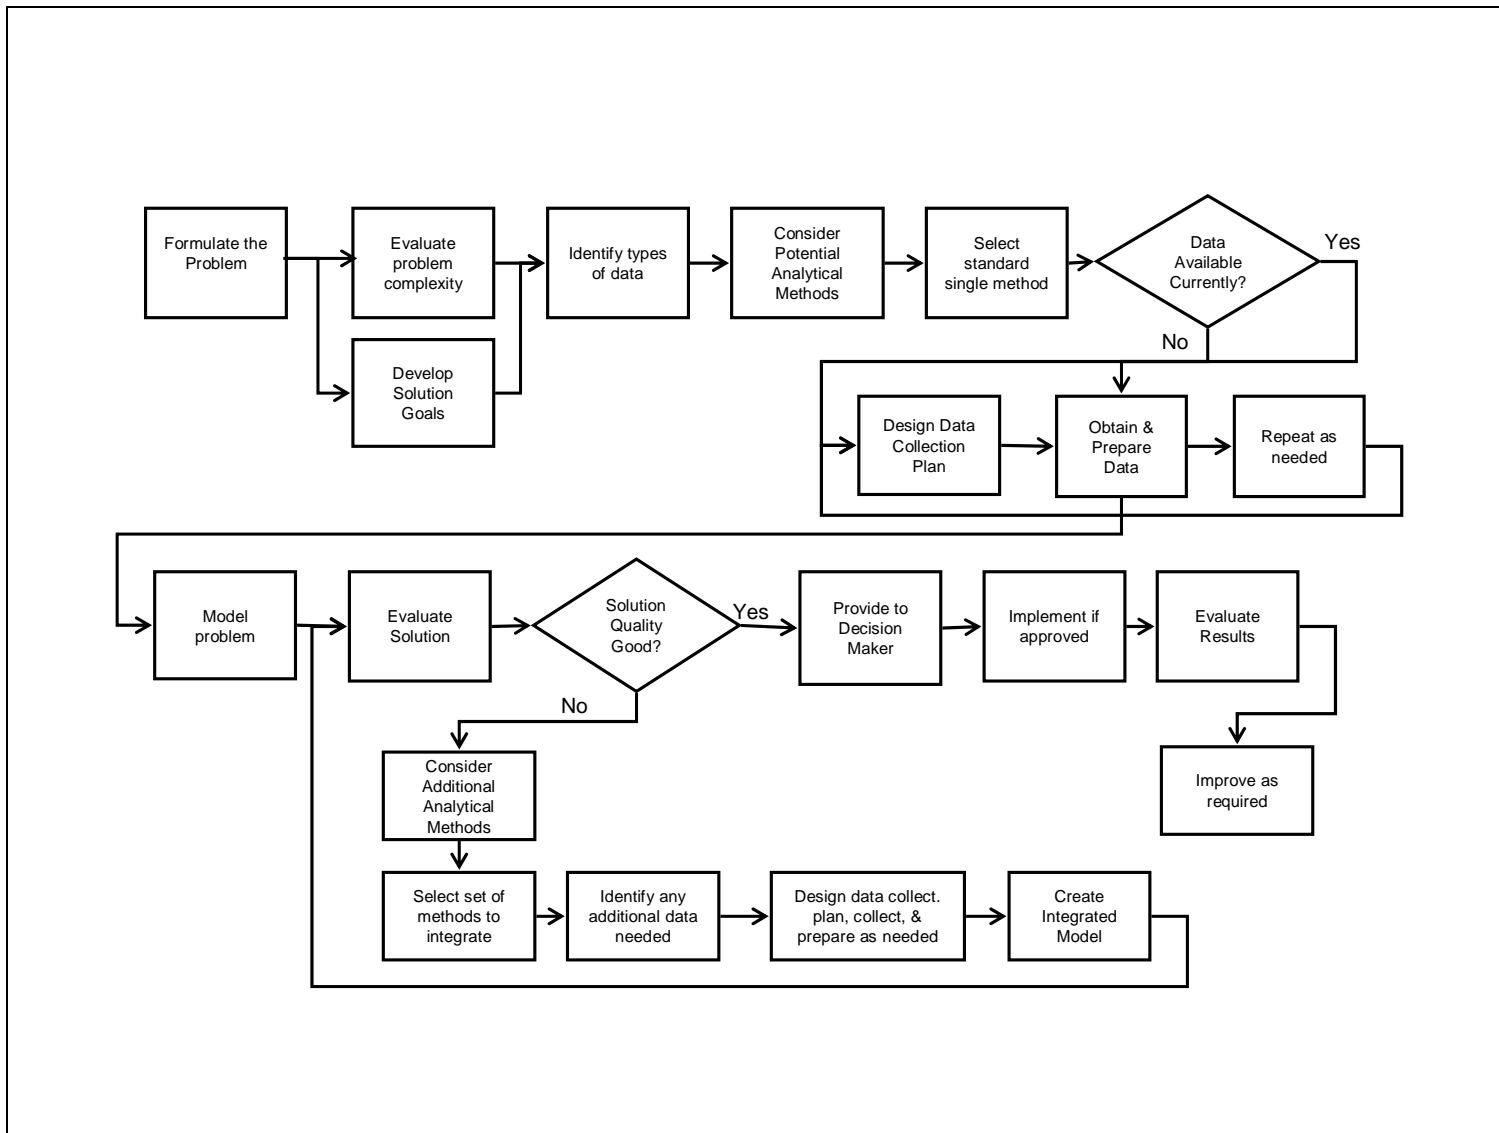 Formulate the
Problem
Evaluate
problem
complexity
Develop
Solution
Goals
Identify types
of data
Consider
Potential
Analytical
Methods
Select
standard
single method
Data
Available
Currently?
Yes
No
Design Data
Collection
Plan
Obtain &
Prepare
Data
Repeat as
needed
Model
problem
Evaluate
Solution
Solution
Quality
Good?
Yes
No
Provide to
Decision
Maker
Implement if
approved
Evaluate
Results
Improve as
required
Consider
Additional
Analytical
Methods
Select set of
methods to
integrate
Identify any
additional data
needed
Design data collect.
plan, collect, &
prepare as needed
Create
Integrated
Model